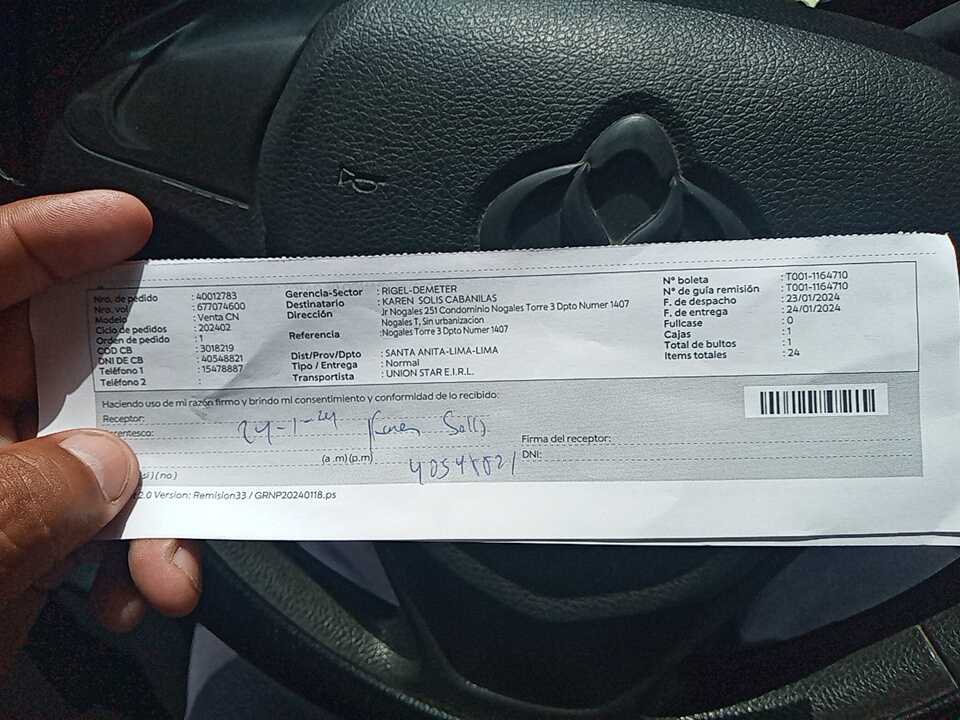 Nro. de pedido : 40012783
Nro. vol : 677074600
Modelo : Venta CN
Ciclo de pedidos : 202402
Orden de pedido : 1
COD CB : 3018219
DNI DE CB : 40548821
Teléfono 1 : 15478887
Teléfono 2 :
Gerencia-Sector : RIGEL-DEMETER
Destinatario : KAREN SOLIS CABANILAS
Dirección : Jr Nogales 251 Condominio Nogales Torre 3 Dpto Numer 1407
Nogales T, Sin urbanizacion
Referencia : Nogales Torre 3 Dpto Numer 1407
Dist/Prov/Dpto : SANTA ANITA-LIMA-LIMA
Tipo / Entrega : Normal
Transportista : UNION STAR E.I.R.L.
N° boleta : T001-1164710
N° de guía remisión : T001-1164710
F. de despacho : 23/01/2024
F. de entrega : 24/01/2024
Fullcase : 0
Cajas : 1
Total de bultos : 1
Items totales : 24
Haciendo uso de mi razón firmo y brindo mi consentimiento y conformidad de lo recibido:
Receptor:
24-1-24 Karen Solis
(a .m) (p.m)
40548821
Firma del receptor:
DNI:
(no)
2.0 Version: Remision33 / GRNP20240118.ps